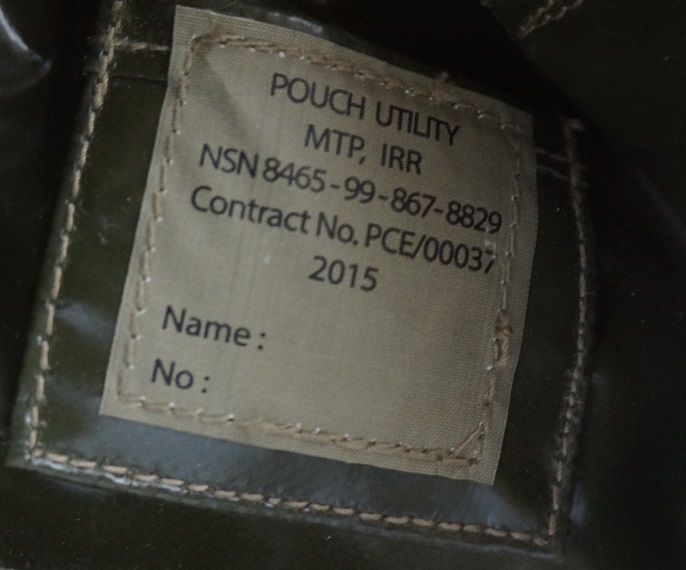 POUCH UTILITY
MTP, IRR
NSN 8465-99-867-8829
Contract No. PCE/00037
2015
Name :
No :